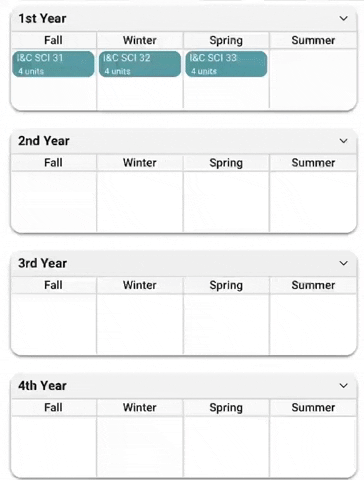 1st Year
Fall Winter Spring Summer
I&C SCI 31 I&C SCI 32 I&C SCI 33
4 units 4 units 4 units
2nd Year
Fall Winter Spring Summer
3rd Year
Fall Winter Spring Summer
4th Year
Fall Winter Spring Summer